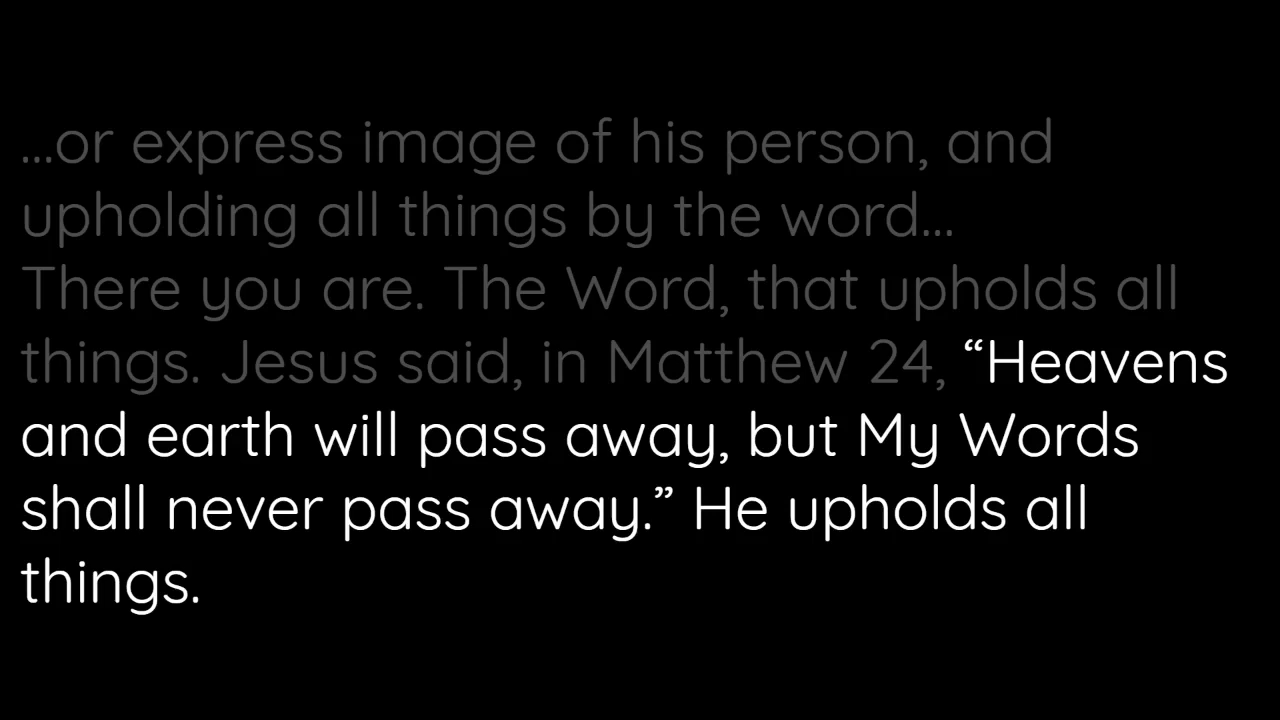 ...or express image of his person, and
upholding all things by the word...
There you are. The Word, that upholds all
things. Jesus said, in Matthew 24, “Heavens
and earth will pass away, but My Words
shall never pass away.” He upholds all
things.